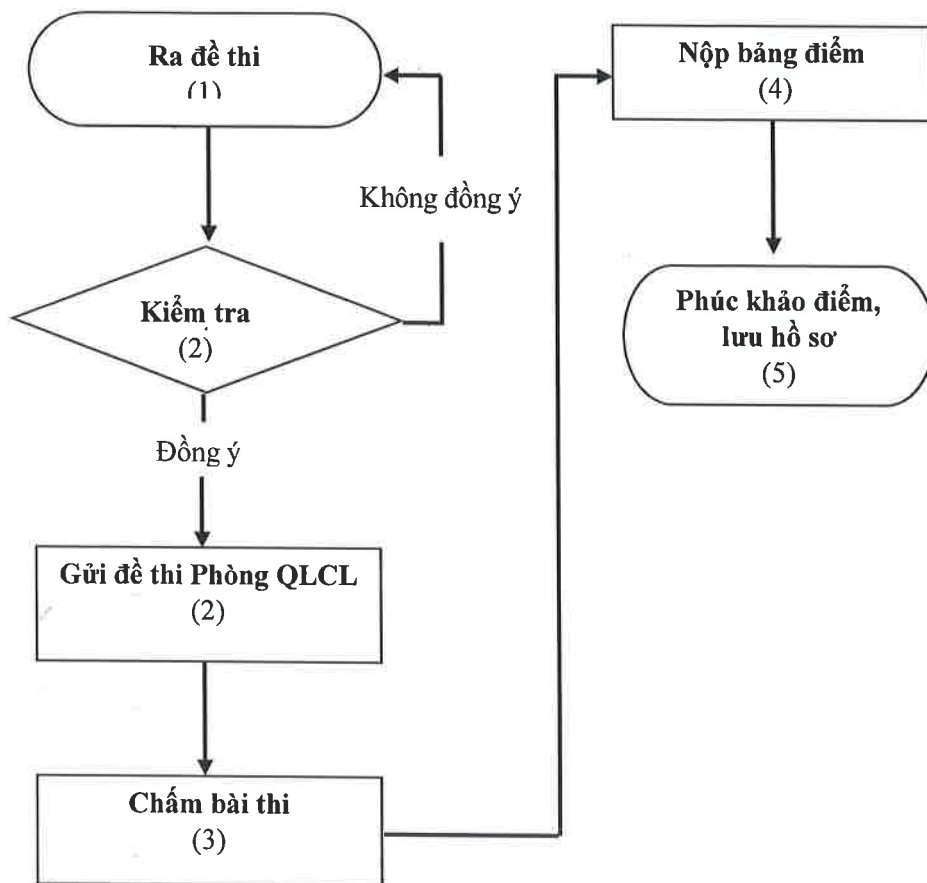 Ra đề thi
(1)
Không đồng ý
Kiểm tra
(2)
Đồng ý
Gửi đề thi Phòng QLCL
(2)
Chấm bài thi
(3)
Nộp bảng điểm
(4)
Phúc khảo điểm,
lưu hồ sơ
(5)